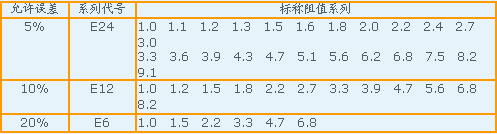 允许误差 系列代号 标称阻值系列
5% E24 1.0 1.1 1.2 1.3 1.5 1.6 1.8 2.0 2.2 2.4 2.7
3.0
3.3 3.6 3.9 4.3 4.7 5.1 5.6 6.2 6.8 7.5 8.2
9.1
10% E12 1.0 1.2 1.5 1.8 2.2 2.7 3.3 3.9 4.7 5.6 6.8
8.2
20% E6 1.0 1.5 2.2 3.3 4.7 6.8